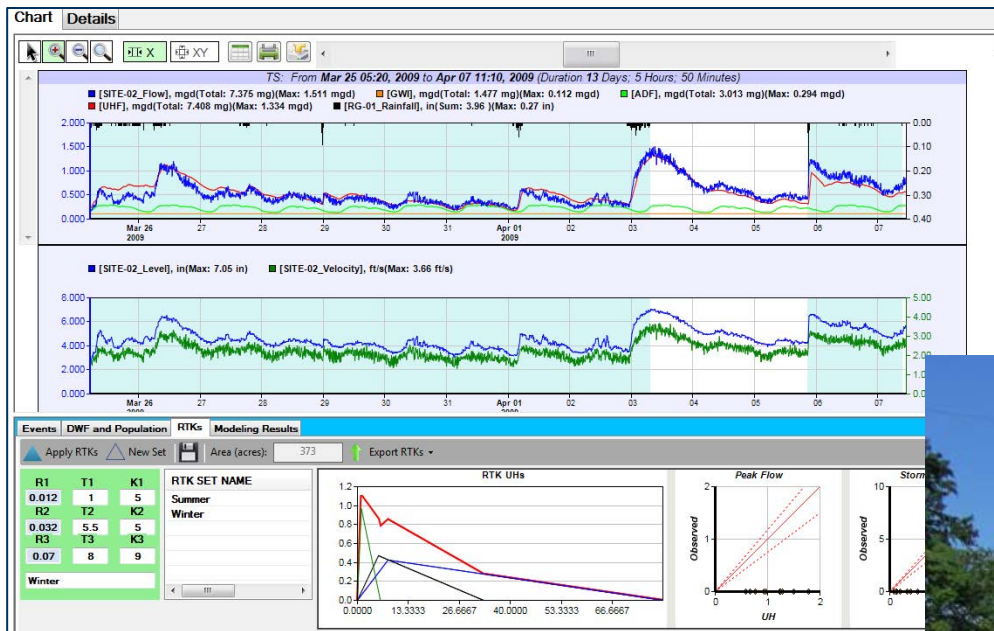 Chart Details
X XY
TS: From Mar 25 05:20, 2009 to Apr 07 11:10, 2009 (Duration 13 Days; 5 Hours; 50 Minutes)
[SITE-02_Flow], mgd(Total: 7.375 mg)(Max: 1.511 mgd) [GWI], mgd(Total: 1.477 mg)(Max: 0.112 mgd) [ADF], mgd(Total: 3.013 mg)(Max: 0.294 mgd)
[UHF], mgd(Total: 7.408 mg)(Max: 1.334 mgd) [RG-01_Rainfall], in(Sum: 3.96 )(Max: 0.27 in)
2.000 0.00
1.500 0.10
1.000 0.20
0.500 0.30
0.000 0.40
Mar 26 27 28 29 30 31 Apr 01 02 03 04 05 06 07
2009 2009
[SITE-02_Level], in(Max: 7.05 in) [SITE-02_Velocity], ft/s(Max: 3.66 ft/s)
8.000 5.00
6.000 4.00
3.00
4.000
2.00
2.000
0.000
Mar 26 27 28 29 30 31 Apr 01 02 03 04 05 06 07
2009 2009
Events DWF and Population RTKs Modeling Results
Apply RTKs New Set Area (acres): 373 Export RTKs
R1 T1 K1
0.012 1 5
R2 T2 K2
0.032 5.5 5
R3 T3 K3
0.07 8 9
Winter
RTK SET NAME
Summer
Winter
RTK UHs
1.2
1.0
0.8
0.6
0.4
0.2
0.0
0.0000 13.3333 26.6667 40.0000 53.3333 66.6667
Peak Flow
Observed
2
1
0
0 1 2
UH
Storm
Observed
10
5
0
0